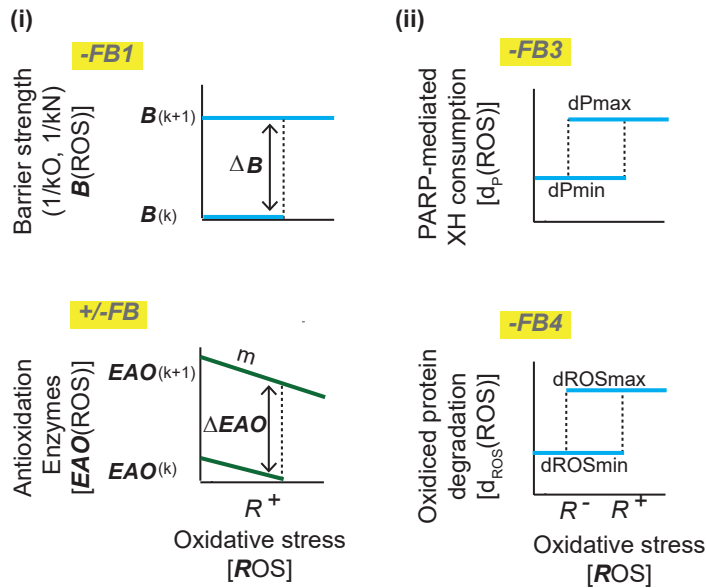 (i)
-FB1
Barrier strength
(1/kO, 1/kN)
B(ROS)]
B(k+1)
ΔB
B(k)
+/-FB
Antioxidation
Enzymes
[EAO(ROS)]
EAO(k+1)
m
ΔEAO
EAO(k)
R+
Oxidative stress
[ROS]
(ii)
-FB3
PARP-mediated
XH consumption
[dP(ROS)]
dPmax
dPmin
-FB4
Oxidiced protein
degradation
[dROS(ROS)]
dROSmax
dROSmin
R- R+
Oxidative stress
[ROS]